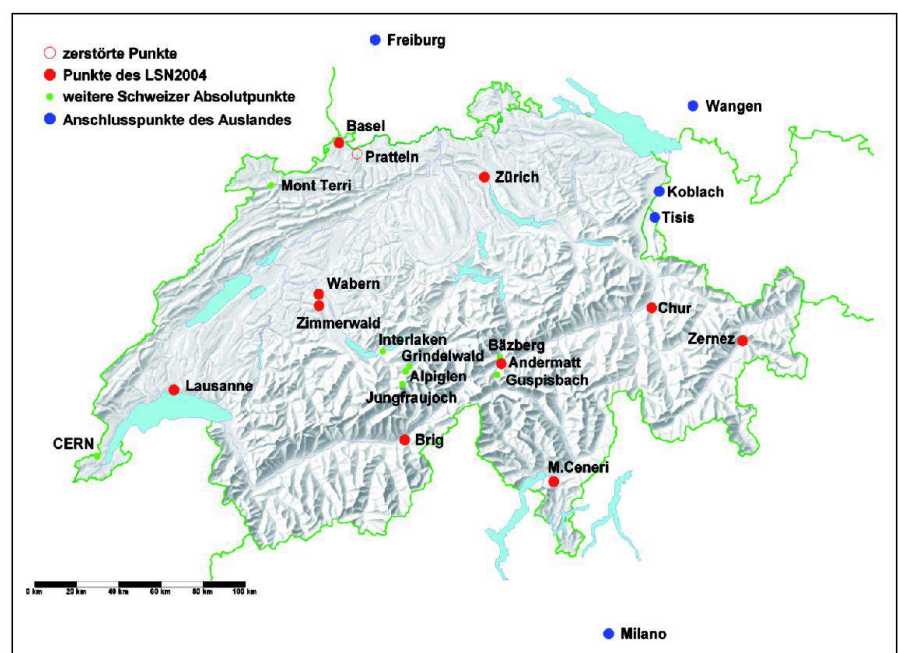 Freiburg
zerstörte Punkte
Punkte des LSN2004
weitere Schweizer Absolutpunkte
Anschlusspunkte des Auslandes
Wangen
Basel
Pratteln
Mont Terri
Zürich
Koblach
Tisis
Wabern
Zimmerwald
Chur
Interlaken
Bäzberg
Zernez
Grindelwald
Andermatt
Alpiglen
Guspisbach
Lausanne
Jungfraujoch
CERN
Brig
M.Ceneri
0 km 20 km 40 km 60 km 80 km 100 km
Milano